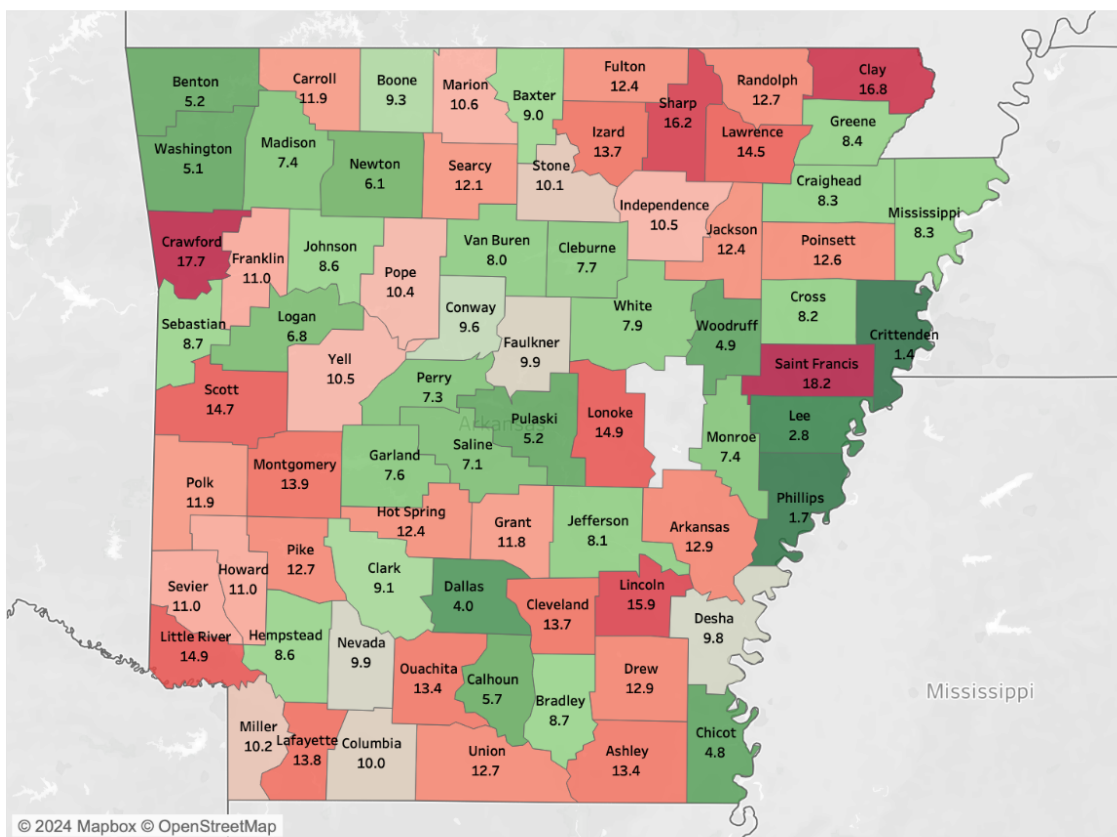 Benton
5.2
Carroll
11.9
Boone
9.3
Marion
10.6
Baxter
9.0
Fulton
12.4
Sharp
16.2
Randolph
12.7
Clay
16.8
Washington
5.1
Madison
7.4
Newton
6.1
Searcy
12.1
Stone
10.1
Izard
13.7
Lawrence
14.5
Greene
8.4
Independence
10.5
Craighead
8.3
Mississippi
8.3
Crawford
17.7
Franklin
11.0
Johnson
8.6
Pope
10.4
Van Buren
8.0
Cleburne
7.7
Jackson
12.4
Poinsett
12.6
Sebastian
8.7
Logan
6.8
Conway
9.6
Faulkner
9.9
White
7.9
Woodruff
4.9
Cross
8.2
Crittenden
1.4
Saint Francis
18.2
Scott
14.7
Yell
10.5
Perry
7.3
Arkansas
Pulaski
5.2
Lonoke
14.9
Lee
2.8
Polk
11.9
Montgomery
13.9
Garland
7.6
Saline
7.1
Monroe
7.4
Phillips
1.7
Hot Spring
12.4
Grant
11.8
Jefferson
8.1
Arkansas
12.9
Sevier
11.0
Howard
11.0
Pike
12.7
Clark
9.1
Dallas
4.0
Cleveland
13.7
Lincoln
15.9
Desha
9.8
Little River
14.9
Hempstead
8.6
Nevada
9.9
Ouachita
13.4
Calhoun
5.7
Bradley
8.7
Drew
12.9
Mississippi
Miller
10.2
Lafayette
13.8
Columbia
10.0
Union
12.7
Ashley
13.4
Chicot
4.8
© 2024 Mapbox © OpenStreetMap